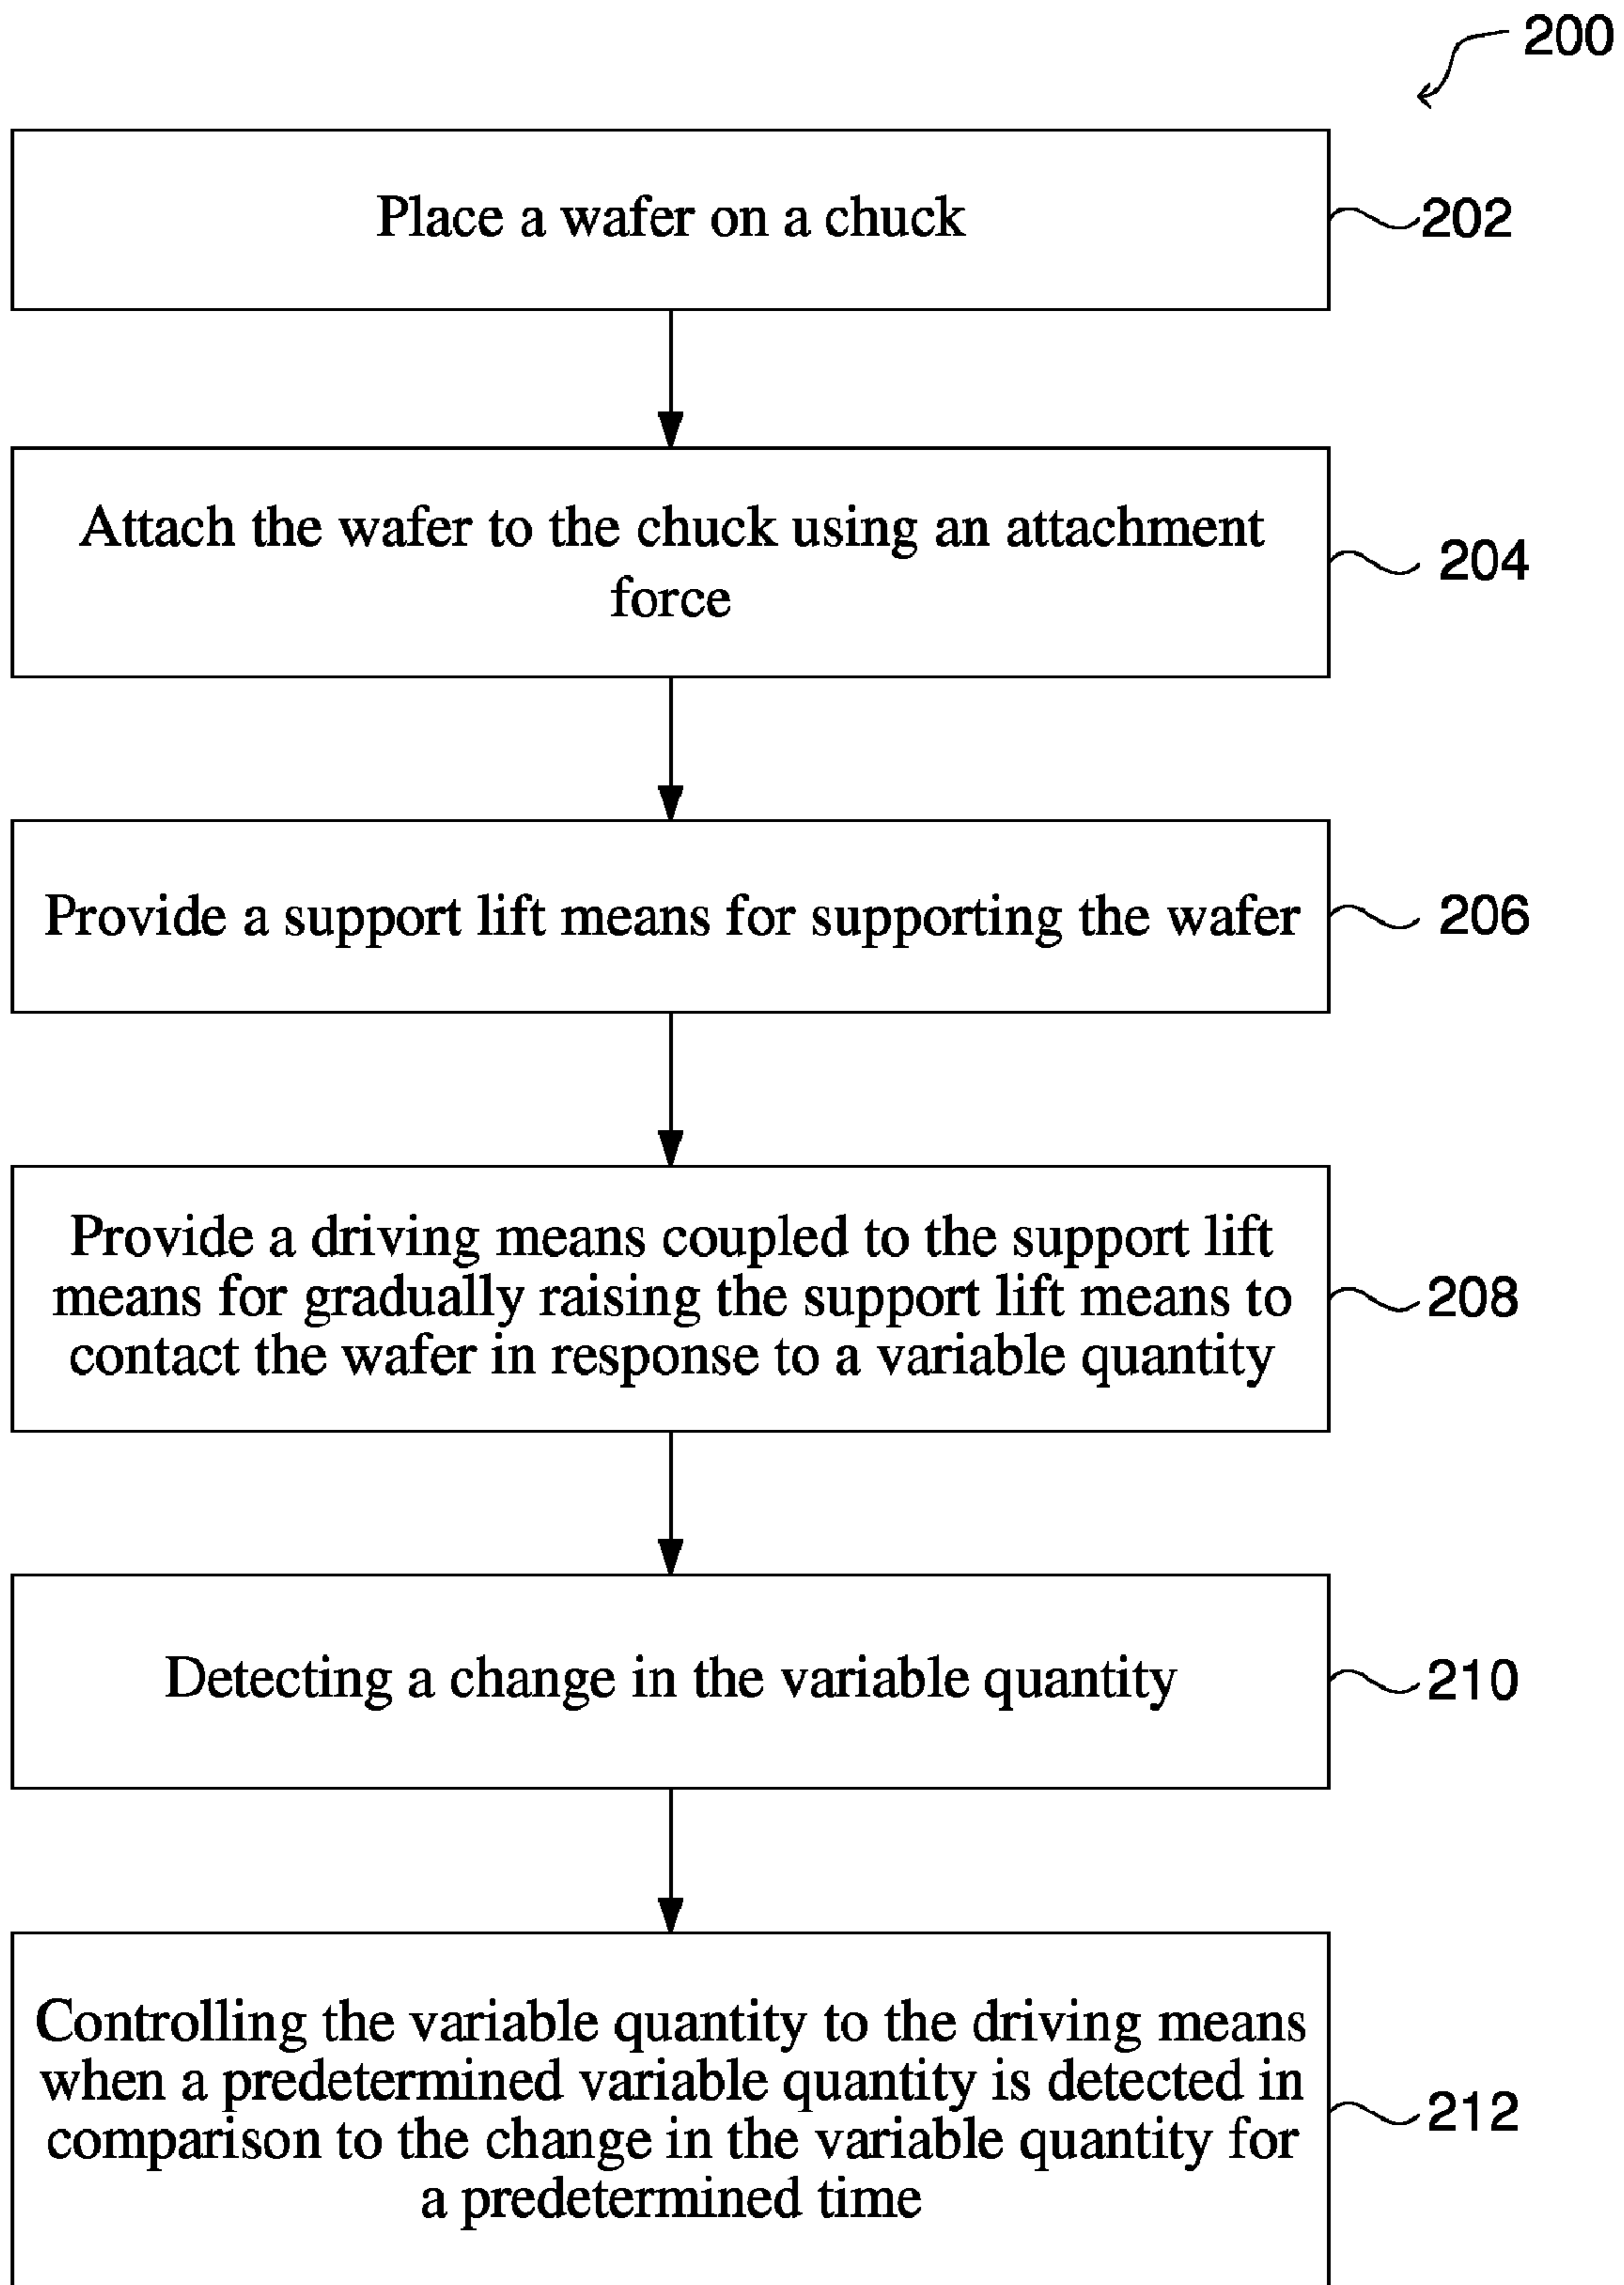 200
Place a wafer on a chuck
202
Attach the wafer to the chuck using an attachment
force
204
Provide a support lift means for supporting the wafer
206
Provide a driving means coupled to the support lift
means for gradually raising the support lift means to
contact the wafer in response to a variable quantity
208
Detecting a change in the variable quantity
210
Controlling the variable quantity to the driving means
when a predetermined variable quantity is detected in
comparison to the change in the variable quantity for
a predetermined time
212